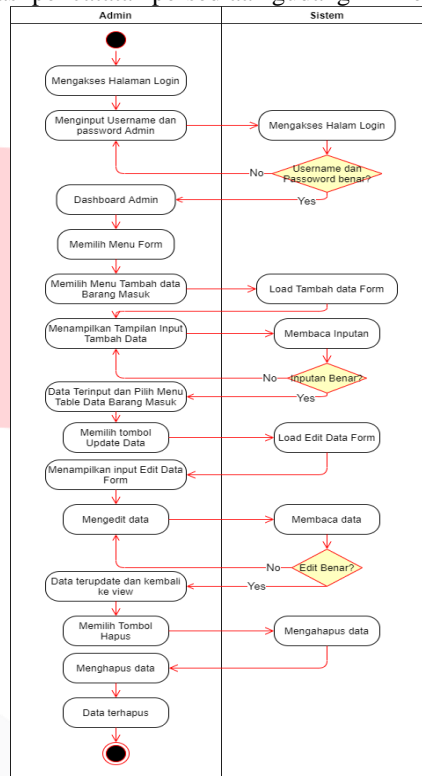 Admin
Sistem
Mengakses Halaman Login
Menginput Username dan
password Admin
Mengakses Halam Login
Username dan
Passoword benar?
No
Yes
Dashboard Admin
Memilih Menu Form
Memilih Menu Tambah data
Barang Masuk
Load Tambah data Form
Menampilkan Tampilan Input
Tambah Data
Membaca Inputan
Inputan Benar?
No
Yes
Data Terinput dan Pilih Menu
Table Data Barang Masuk
Memilih tombol
Update Data
Load Edit Data Form
Menampilkan input Edit Data
Form
Mengedit data
Membaca data
Edit Benar?
No
Yes
Data terupdate dan kembali
ke view
Memilih Tombol
Hapus
Mengahapus data
Menghapus data
Data terhapus